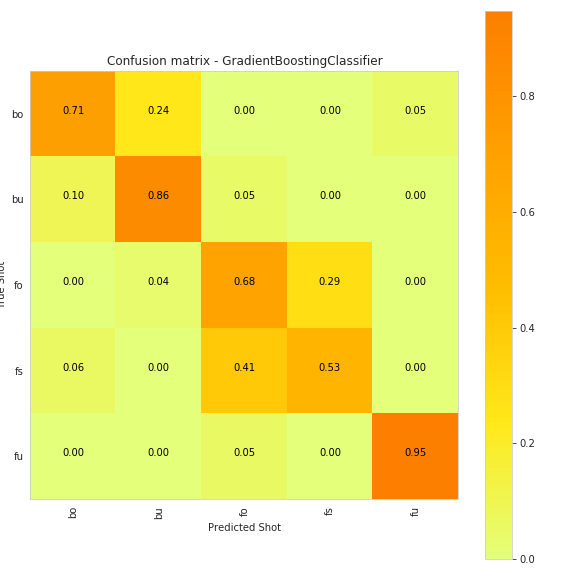 Confusion matrix - GradientBoostingClassifier
bo 0.71 0.24 0.00 0.00 0.05
bu 0.10 0.86 0.05 0.00 0.00
fo 0.00 0.04 0.68 0.29 0.00
fs 0.06 0.00 0.41 0.53 0.00
fu 0.00 0.00 0.05 0.00 0.95
bo bu fo fs fu
Predicted Shot
Shot
0.8
0.6
0.4
0.2
0.0